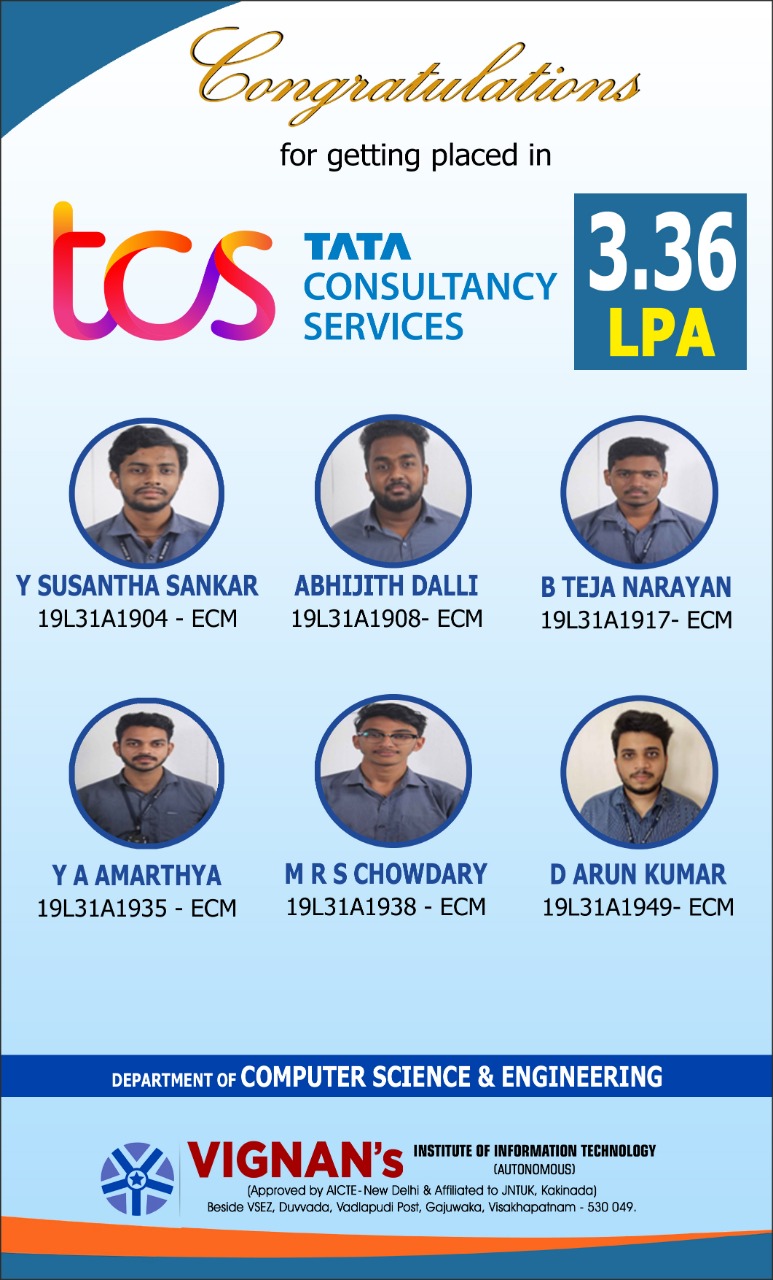 Congratulations
for getting placed in
tcs
TATA
CONSULTANCY
SERVICES
3.36
LPA
Y SUSANTHA SANKAR
19L31A1904 - ECM
ABHIJITH DALLI
19L31A1908- ECM
B TEJA NARAYAN
19L31A1917- ECM
Y A AMARTHYA
19L31A1935 - ECM
M R S CHOWDARY
19L31A1938 - ECM
D ARUN KUMAR
19L31A1949- ECM
DEPARTMENT OF COMPUTER SCIENCE & ENGINEERING
VIGNAN's INSTITUTE OF INFORMATION TECHNOLOGY
(AUTONOMOUS)
(Approved by AICTE-New Delhi & Affiliated to JNTUK, Kakinada)
Beside VSEZ, Duvvada, Vadlapudi Post, Gajuwaka, Visakhapatnam - 530 049.